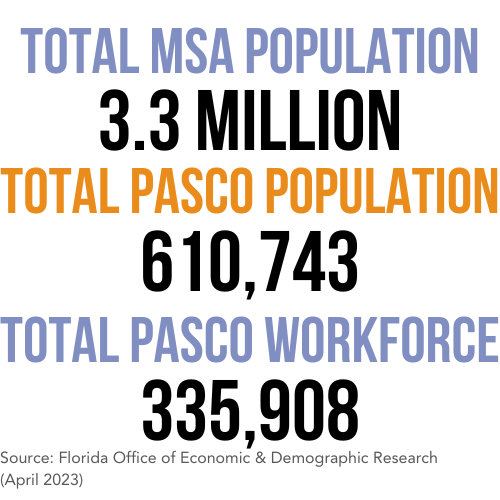 TOTAL MSA POPULATION
3.3 MILLION
TOTAL PASCO POPULATION
610,743
TOTAL PASCO WORKFORCE
335,908
Source: Florida Office of Economic & Demographic Research
(April 2023)